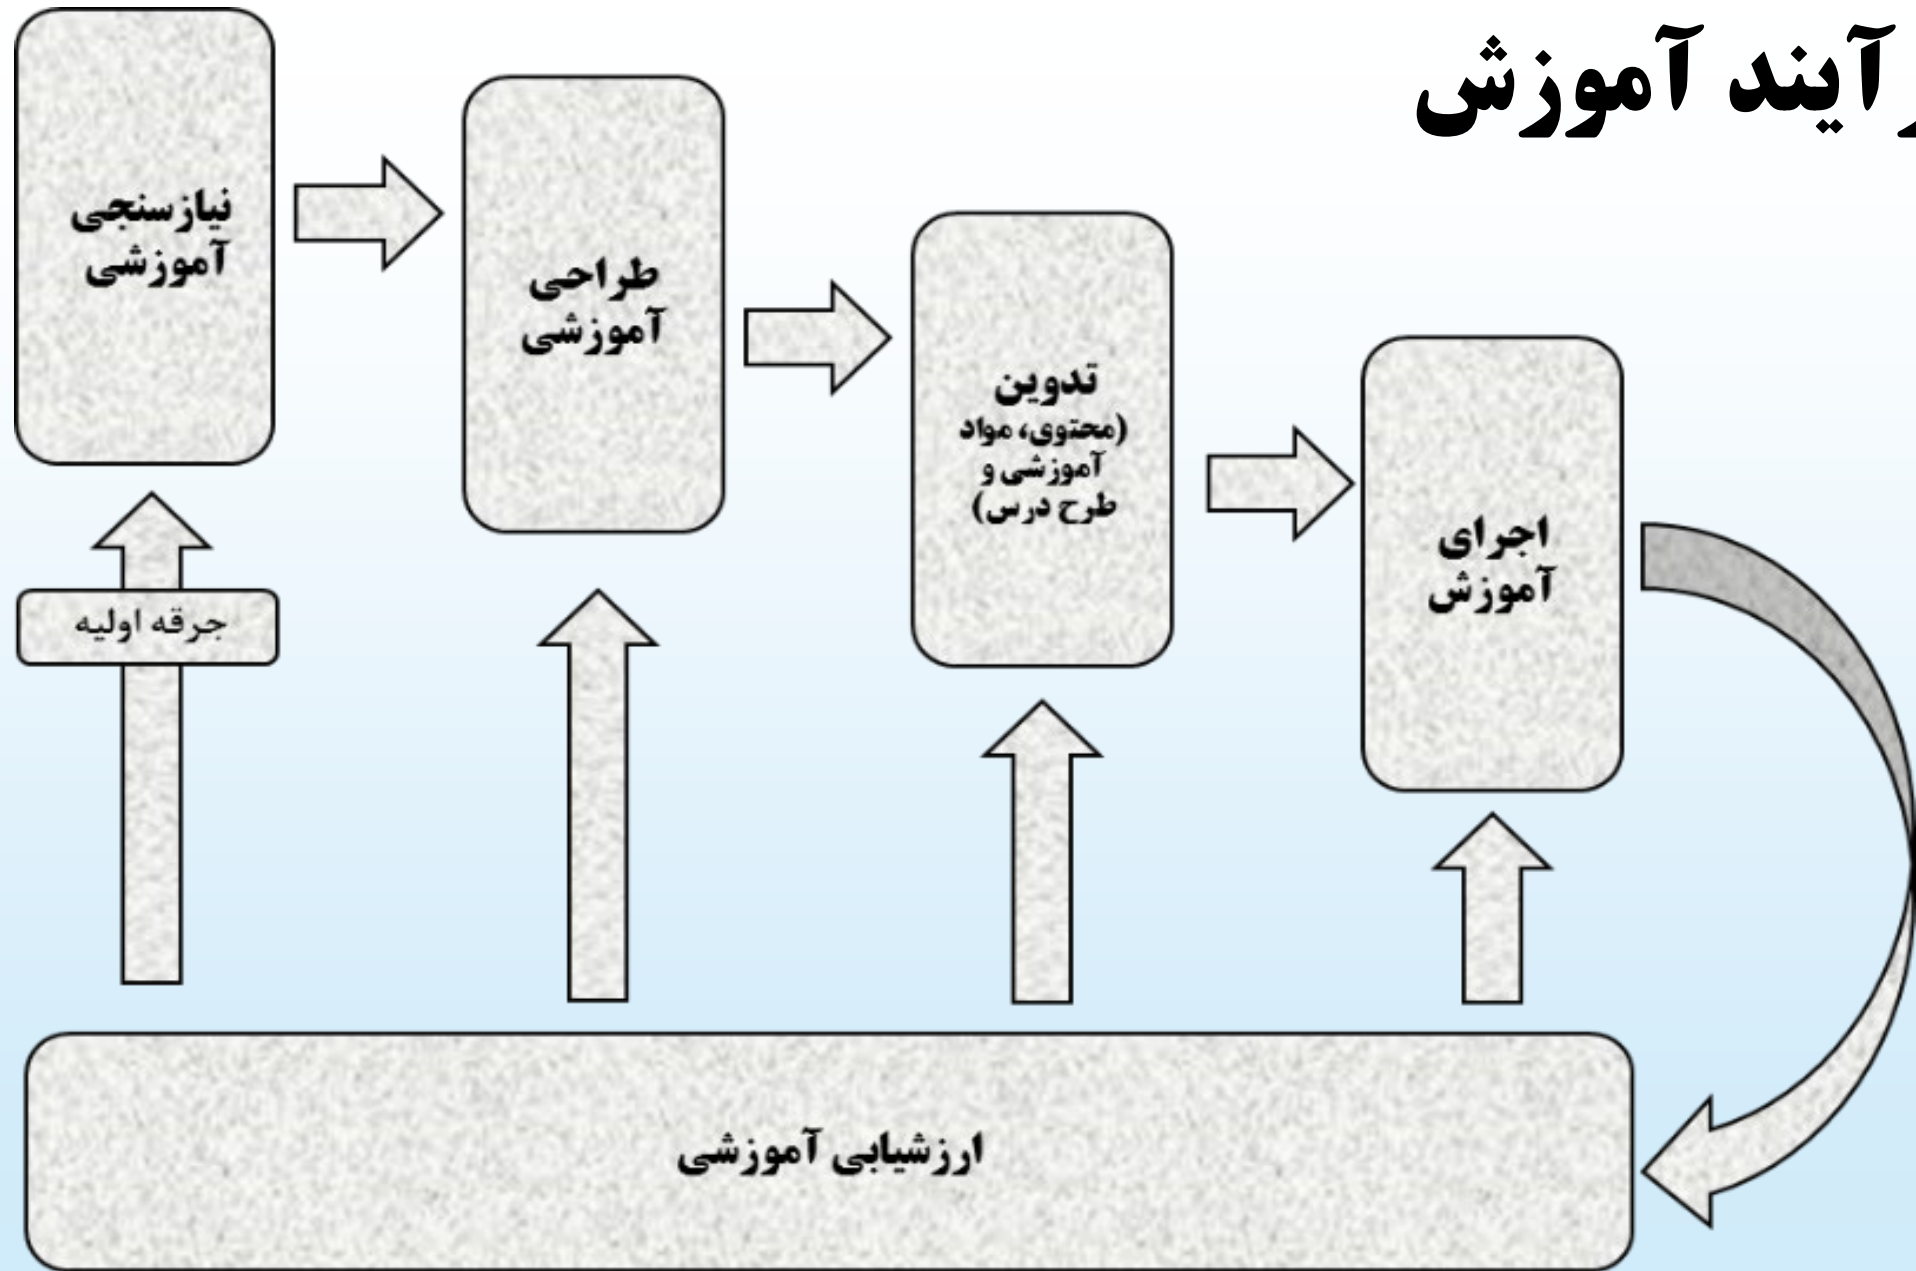 ر آیند آموزش
نیازسنجی
آموزشی
طراحی
آموزشی
تدوین
(محتوی، مواد
آموزشی و
طرح درس)
اجرای
آموزش
جرقه اولیه
ارزشیابی آموزشی